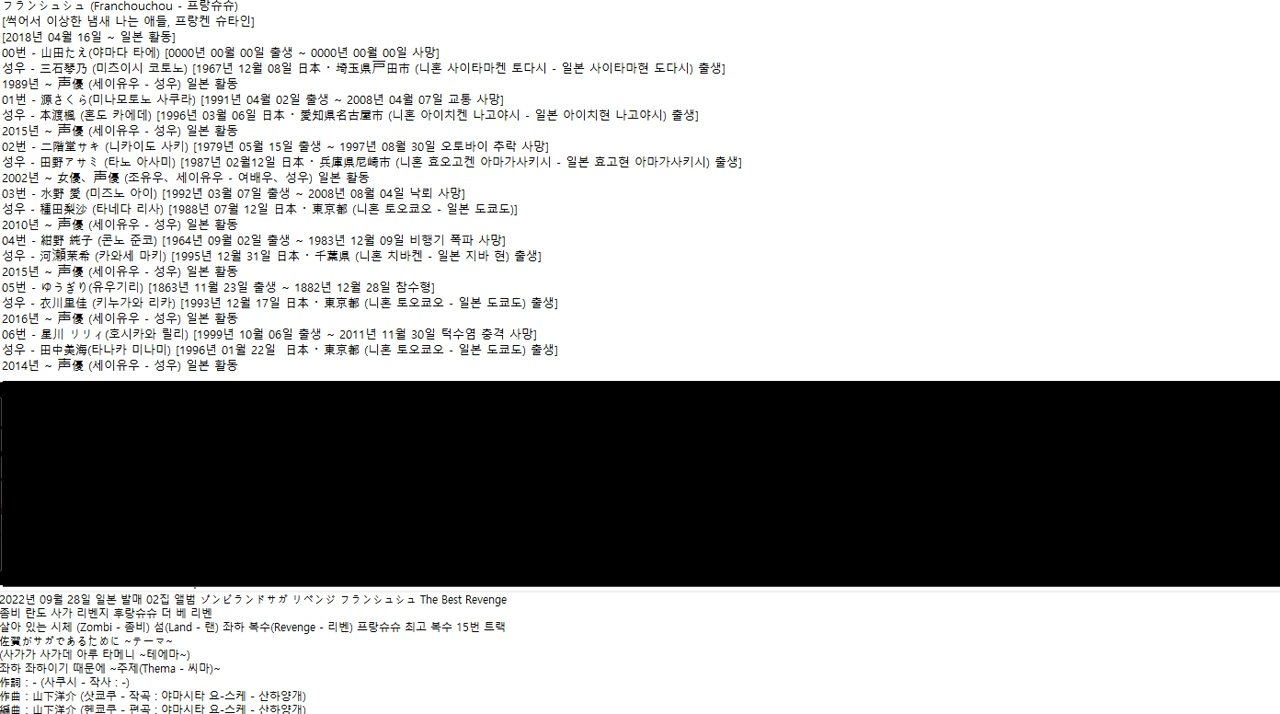 フランシュシュ (Franchouchou - 프랑슈슈)
[썩어서 이상한 냄새 나는 애들, 프랑켄 슈타인]
[2018년 04월 16일 ~ 일본 활동]
00번 - 山田たえ(야마다 타에) [0000년 00월 00일 출생 ~ 0000년 00월 00일 사망]
성우 - 三石琴乃 (미츠이시 코토노) [1967년 12월 08일 日本・埼玉県戸田市 (니혼 사이타마켄 토다시 - 일본 사이타마현 도다시) 출생]
1989년 ~ 声優 (세이유우 - 성우) 일본 활동
01번 - 源さくら(미나모토노 사쿠라) [1991년 04월 02일 출생 ~ 2008년 04월 07일 교통 사망]
성우 - 本渡楓 (혼도 카에데) [1996년 03월 06일 日本・愛知県名古屋市 (니혼 아이치켄 나고야시 - 일본 아이치현 나고야시) 출생]
2015년 ~ 声優 (세이유우 - 성우) 일본 활동
02번 - 二階堂サキ (니카이도 사키) [1979년 05월 15일 출생 ~ 1997년 08월 30일 오토바이 추락 사망]
성우 - 田野アサミ (타노 아사미) [1987년 02월12일 日本・兵庫県尼崎市 (니혼 효오고켄 아마가사키시 - 일본 효고현 아마가사키시) 출생]
2002년 ~ 女優、声優 (조유우、세이유우 - 여배우、성우) 일본 활동
03번 - 水野 愛 (미즈노 아이) [1992년 03월 07일 출생 ~ 2008년 08월 04일 낙뢰 사망]
성우 - 種田梨沙 (타네다 리사) [1988년 07월 12일 日本・東京都 (니혼 토오쿄오 - 일본 도쿄도)]
2010년 ~ 声優 (세이유우 - 성우) 일본 활동
04번 - 紺野 純子 (콘노 준코) [1964년 09월 02일 출생 ~ 1983년 12월 09일 비행기 폭파 사망]
성우 - 河瀬茉希 (카와세 마키) [1995년 12월 31일 日本・千葉県 (니혼 치바켄 - 일본 지바 현) 출생]
2015년 ~ 声優 (세이유우 - 성우) 일본 활동
05번 - ゆうぎり(유우기리) [1863년 11월 23일 출생 ~ 1882년 12월 28일 참수형]
성우 - 衣川里佳 (키누가와 리카) [1993년 12월 17일 日本・東京都 (니혼 토오쿄오 - 일본 도쿄도) 출생]
2016년 ~ 声優 (세이유우 - 성우) 일본 활동
06번 - 星川 リリィ(호시카와 릴리) [1999년 10월 06일 출생 ~ 2011년 11월 30일 턱수염 충격 사망]
성우 - 田中美海(타나카 미나미) [1996년 01월 22일 日本・東京都 (니혼 토오쿄오 - 일본 도쿄도) 출생]
2014년 ~ 声優 (세이유우 - 성우) 일본 활동
2022년 09월 28일 일본 발매 02집 앨범 ゾンビランドサガ リベンジ フランシュシュ The Best Revenge
좀비 란도 사가 리벤지 후랑슈슈 더 베 리벤
살아 있는 시체 (Zombi - 좀비) 섬(Land - 랜) 좌하 복수(Revenge - 리벤) 프랑슈슈 최고 복수 15번 트랙
佐賀がサガであるために ~テーマ~
(사가가 사가데 아루 타메니 ~테에마~)
좌하 좌하이기 때문에 ~주제(Thema - 씨마)~
作詞 : - (사쿠시 - 작사 : -)
作曲 : 山下洋介 (삿쿄쿠 - 작곡 : 야마시타 요-스케 - 산하양개)
編曲 : 山下洋介 (헨쿄쿠 - 편곡 : 야마시타 요-스케 - 산하양개)